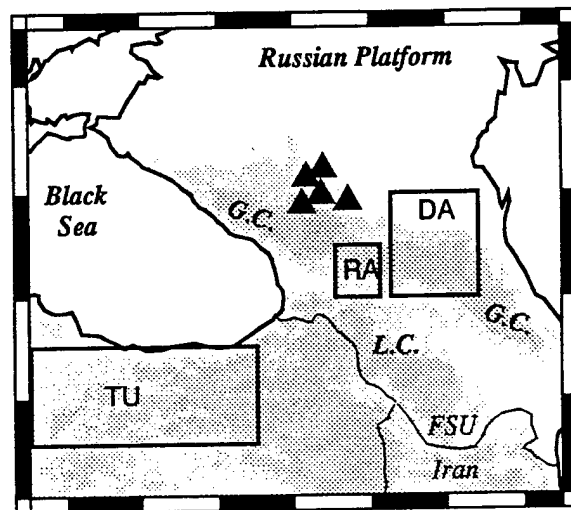 Russian Platform
Black
Sea
G.C.
DA
RA
G.C.
L.C.
TU
FSU
Iran